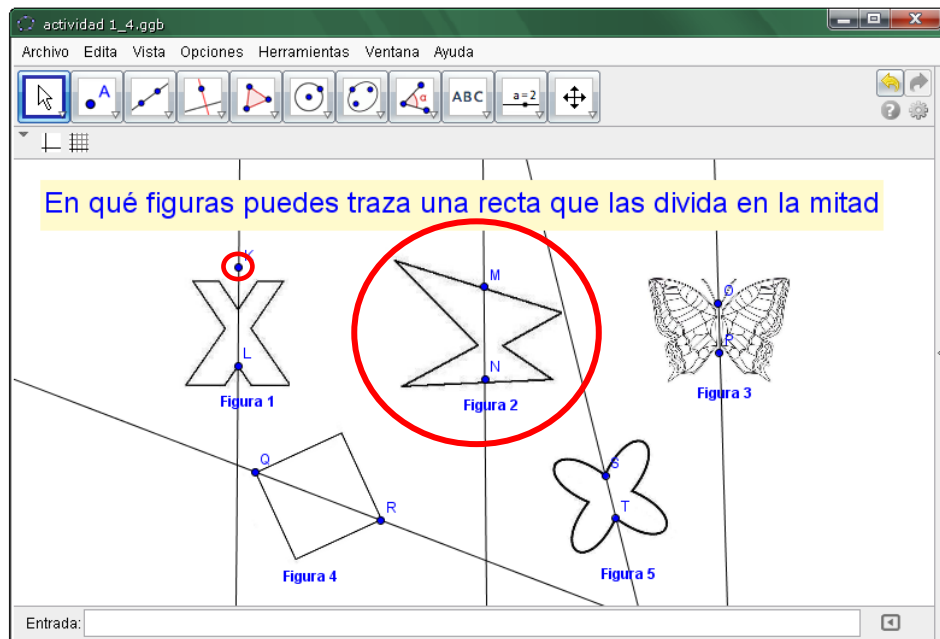 actividad 1_4.ggb
Archivo Edita Vista Opciones Herramientas Ventana Ayuda
A α ABC a=2
En qué figuras puedes traza una recta que las divida en la mitad
K
M
O
L
N
P
Figura 1
Figura 2
Figura 3
Q
S
R
T
Figura 4
Figura 5
Entrada: